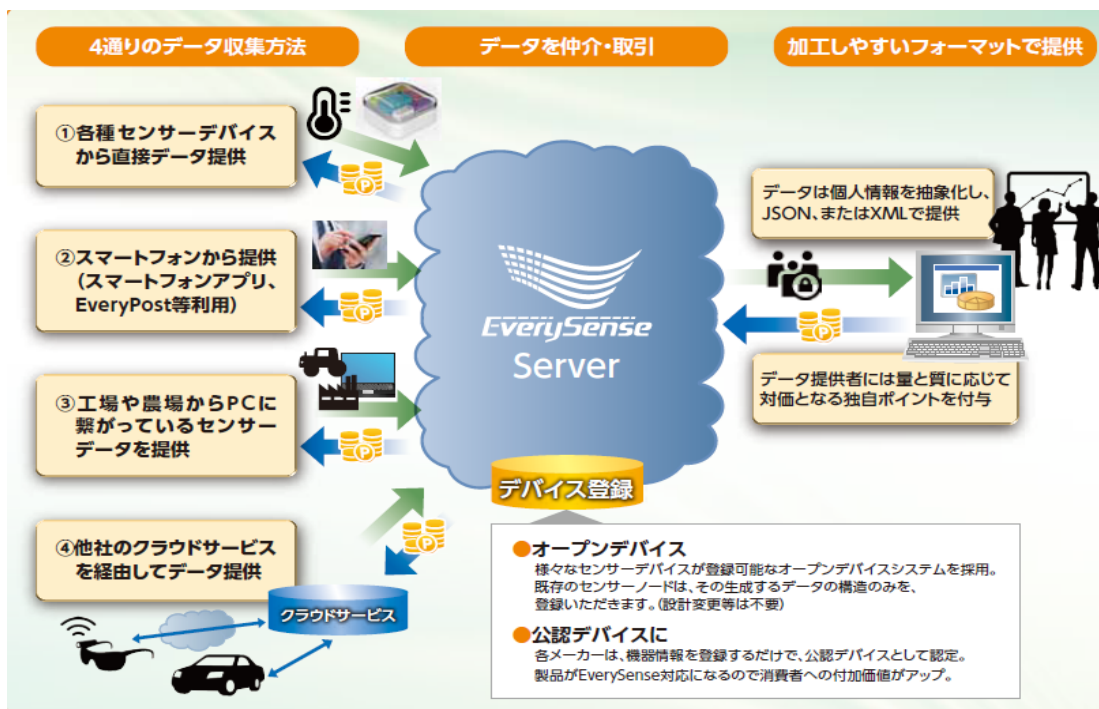 4通りのデータ収集方法
データを仲介・取引
加工しやすいフォーマットで提供
①各種センサーデバイス
から直接データ提供
P
②スマートフォンから提供
(スマートフォンアプリ、
EveryPost等利用)
P
③工場や農場からPCに
繋がっているセンサー
データを提供
P
④他社のクラウドサービス
を経由してデータ提供
P
クラウドサービス
EverySense
Server
デバイス登録
データは個人情報を抽象化し、
JSON、またはXMLで提供
P
データ提供者には量と質に応じて
対価となる独自ポイントを付与
●オープンデバイス
様々なセンサーデバイスが登録可能なオープンデバイスシステムを採用。
既存のセンサーノードは、その生成するデータの構造のみを、
登録いただきます。(設計変更等は不要)
●公認デバイスに
各メーカーは、機器情報を登録するだけで、公認デバイスとして認定。
製品がEverySense対応になるので消費者への付加価値がアップ。